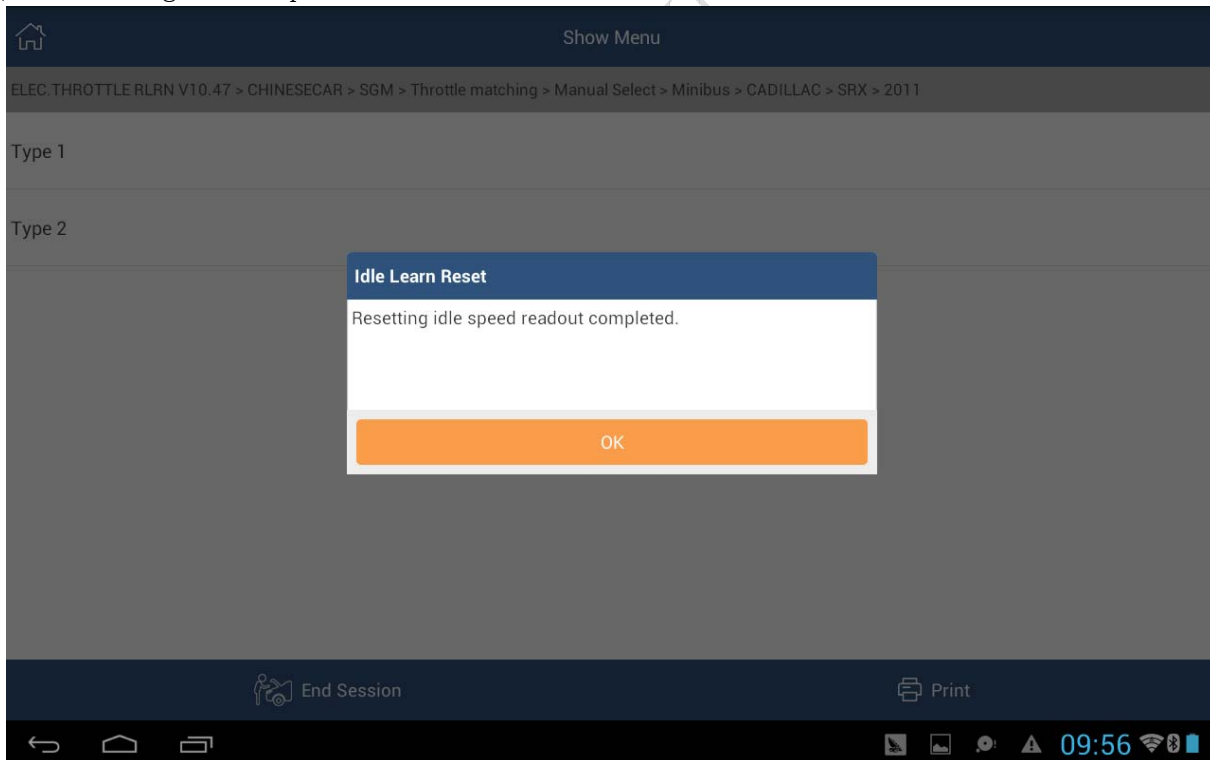 Show Menu
ELEC.THROTTLE RLRN V10.47 > CHINESECAR > SGM > Throttle matching > Manual Select > Minibus > CADILLAC > SRX > 2011
Type 1
Type 2
Idle Learn Reset
Resetting idle speed readout completed.
OK
End Session
Print
09:56